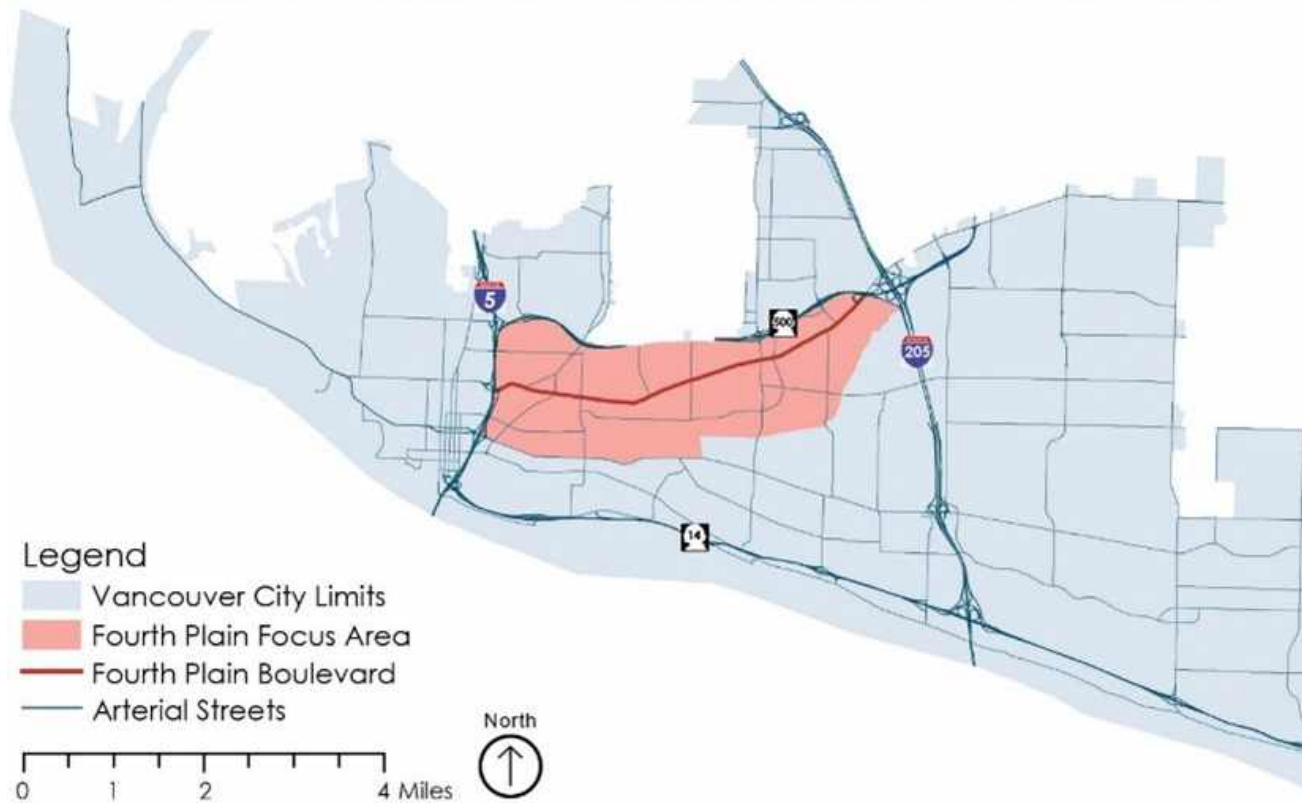 500
5
205
14
Legend
Vancouver City Limits
Fourth Plain Focus Area
Fourth Plain Boulevard
Arterial Streets
North
0 1 2 4 Miles